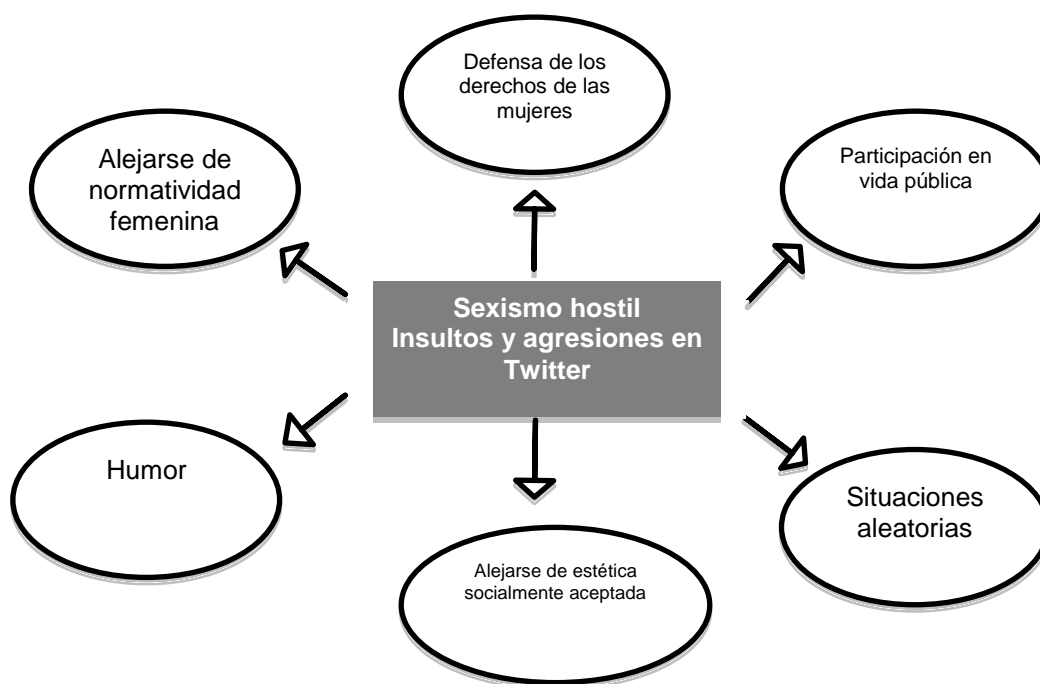 Defensa de los
derechos de las
mujeres
Alejarse de
normatividad
femenina
Participación en
vida pública
Sexismo hostil
Insultos y agresiones en
Twitter
Humor
Situaciones
aleatorias
Alejarse de estética
socialmente aceptada